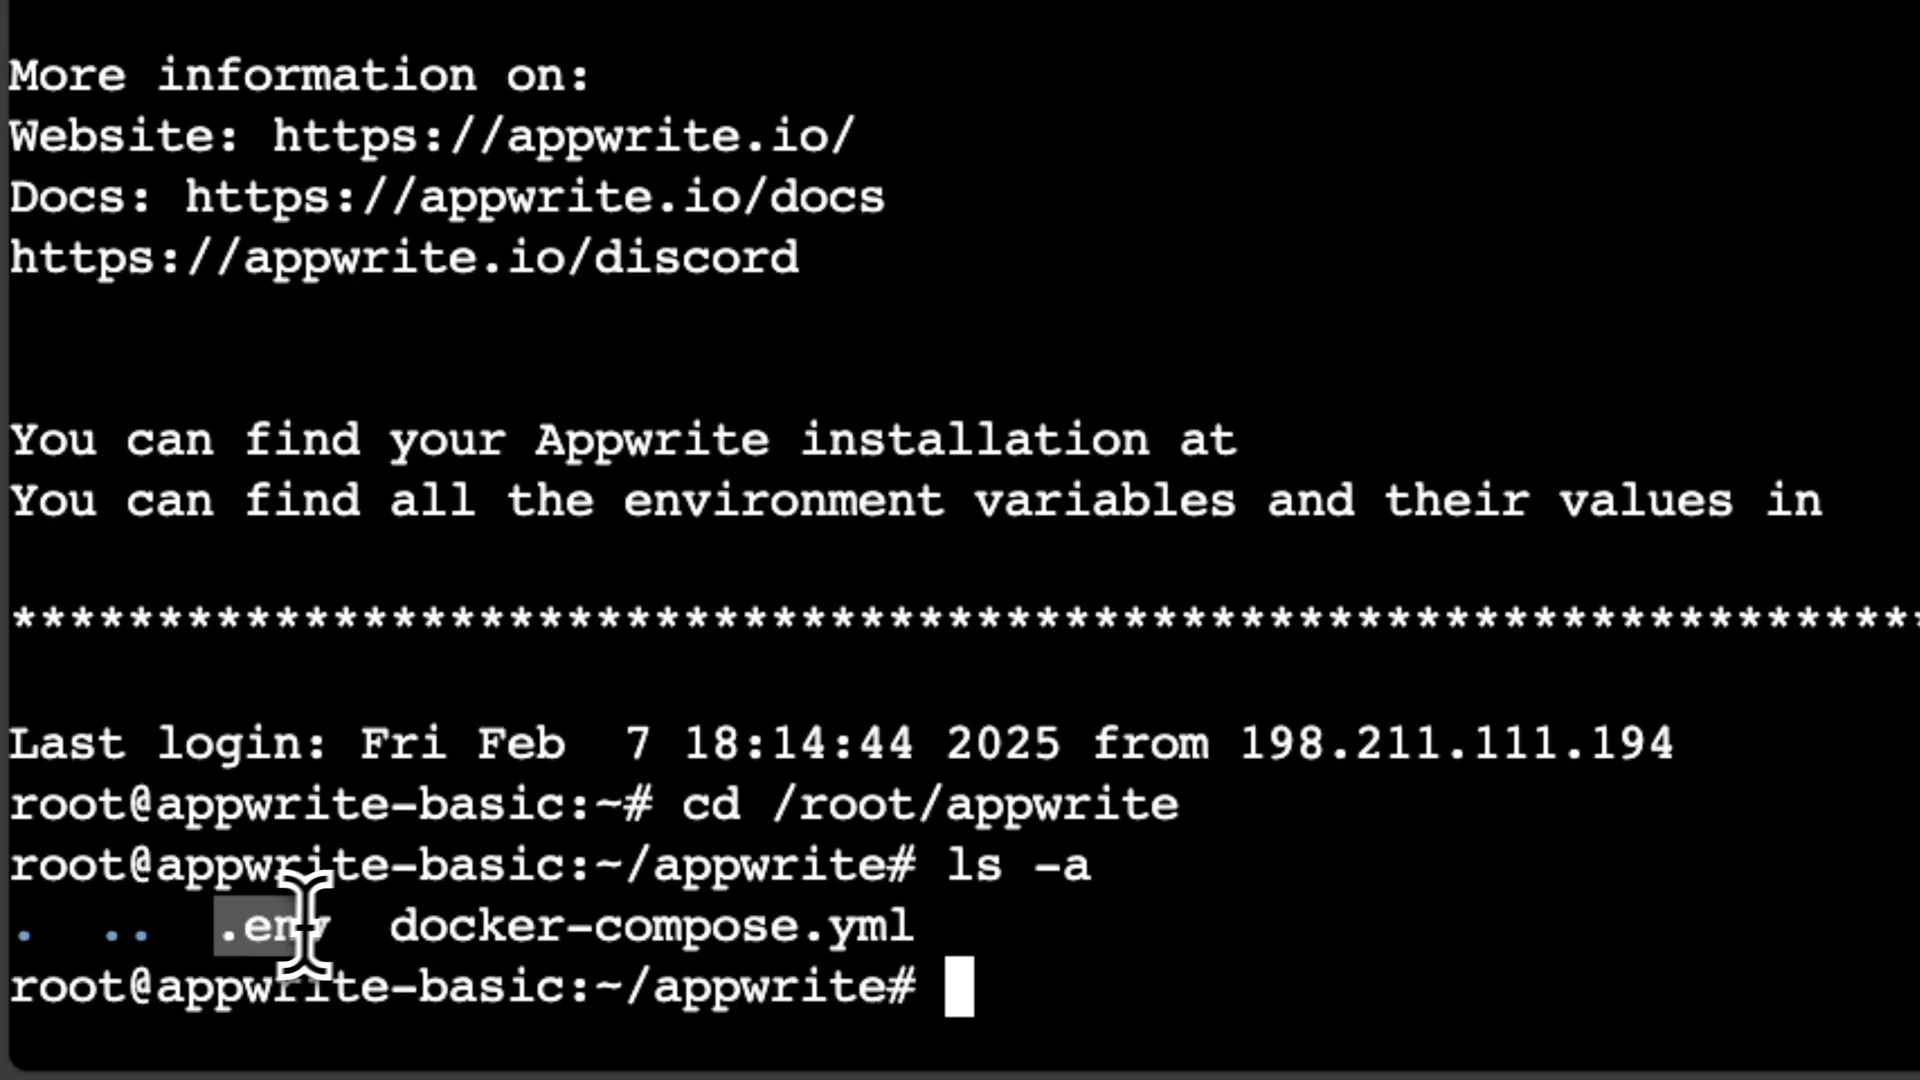 More information on:
Website: https://appwrite.io/
Docs: https://appwrite.io/docs
https://appwrite.io/discord
You can find your Appwrite installation at
You can find all the environment variables and their values in
******************************************************************
Last login: Fri Feb  7 18:14:44 2025 from 198.211.111.194
root@appwrite-basic:~# cd /root/appwrite
root@appwrite-basic:~/appwrite# ls -a
.  ..  .env  docker-compose.yml
root@appwrite-basic:~/appwrite#